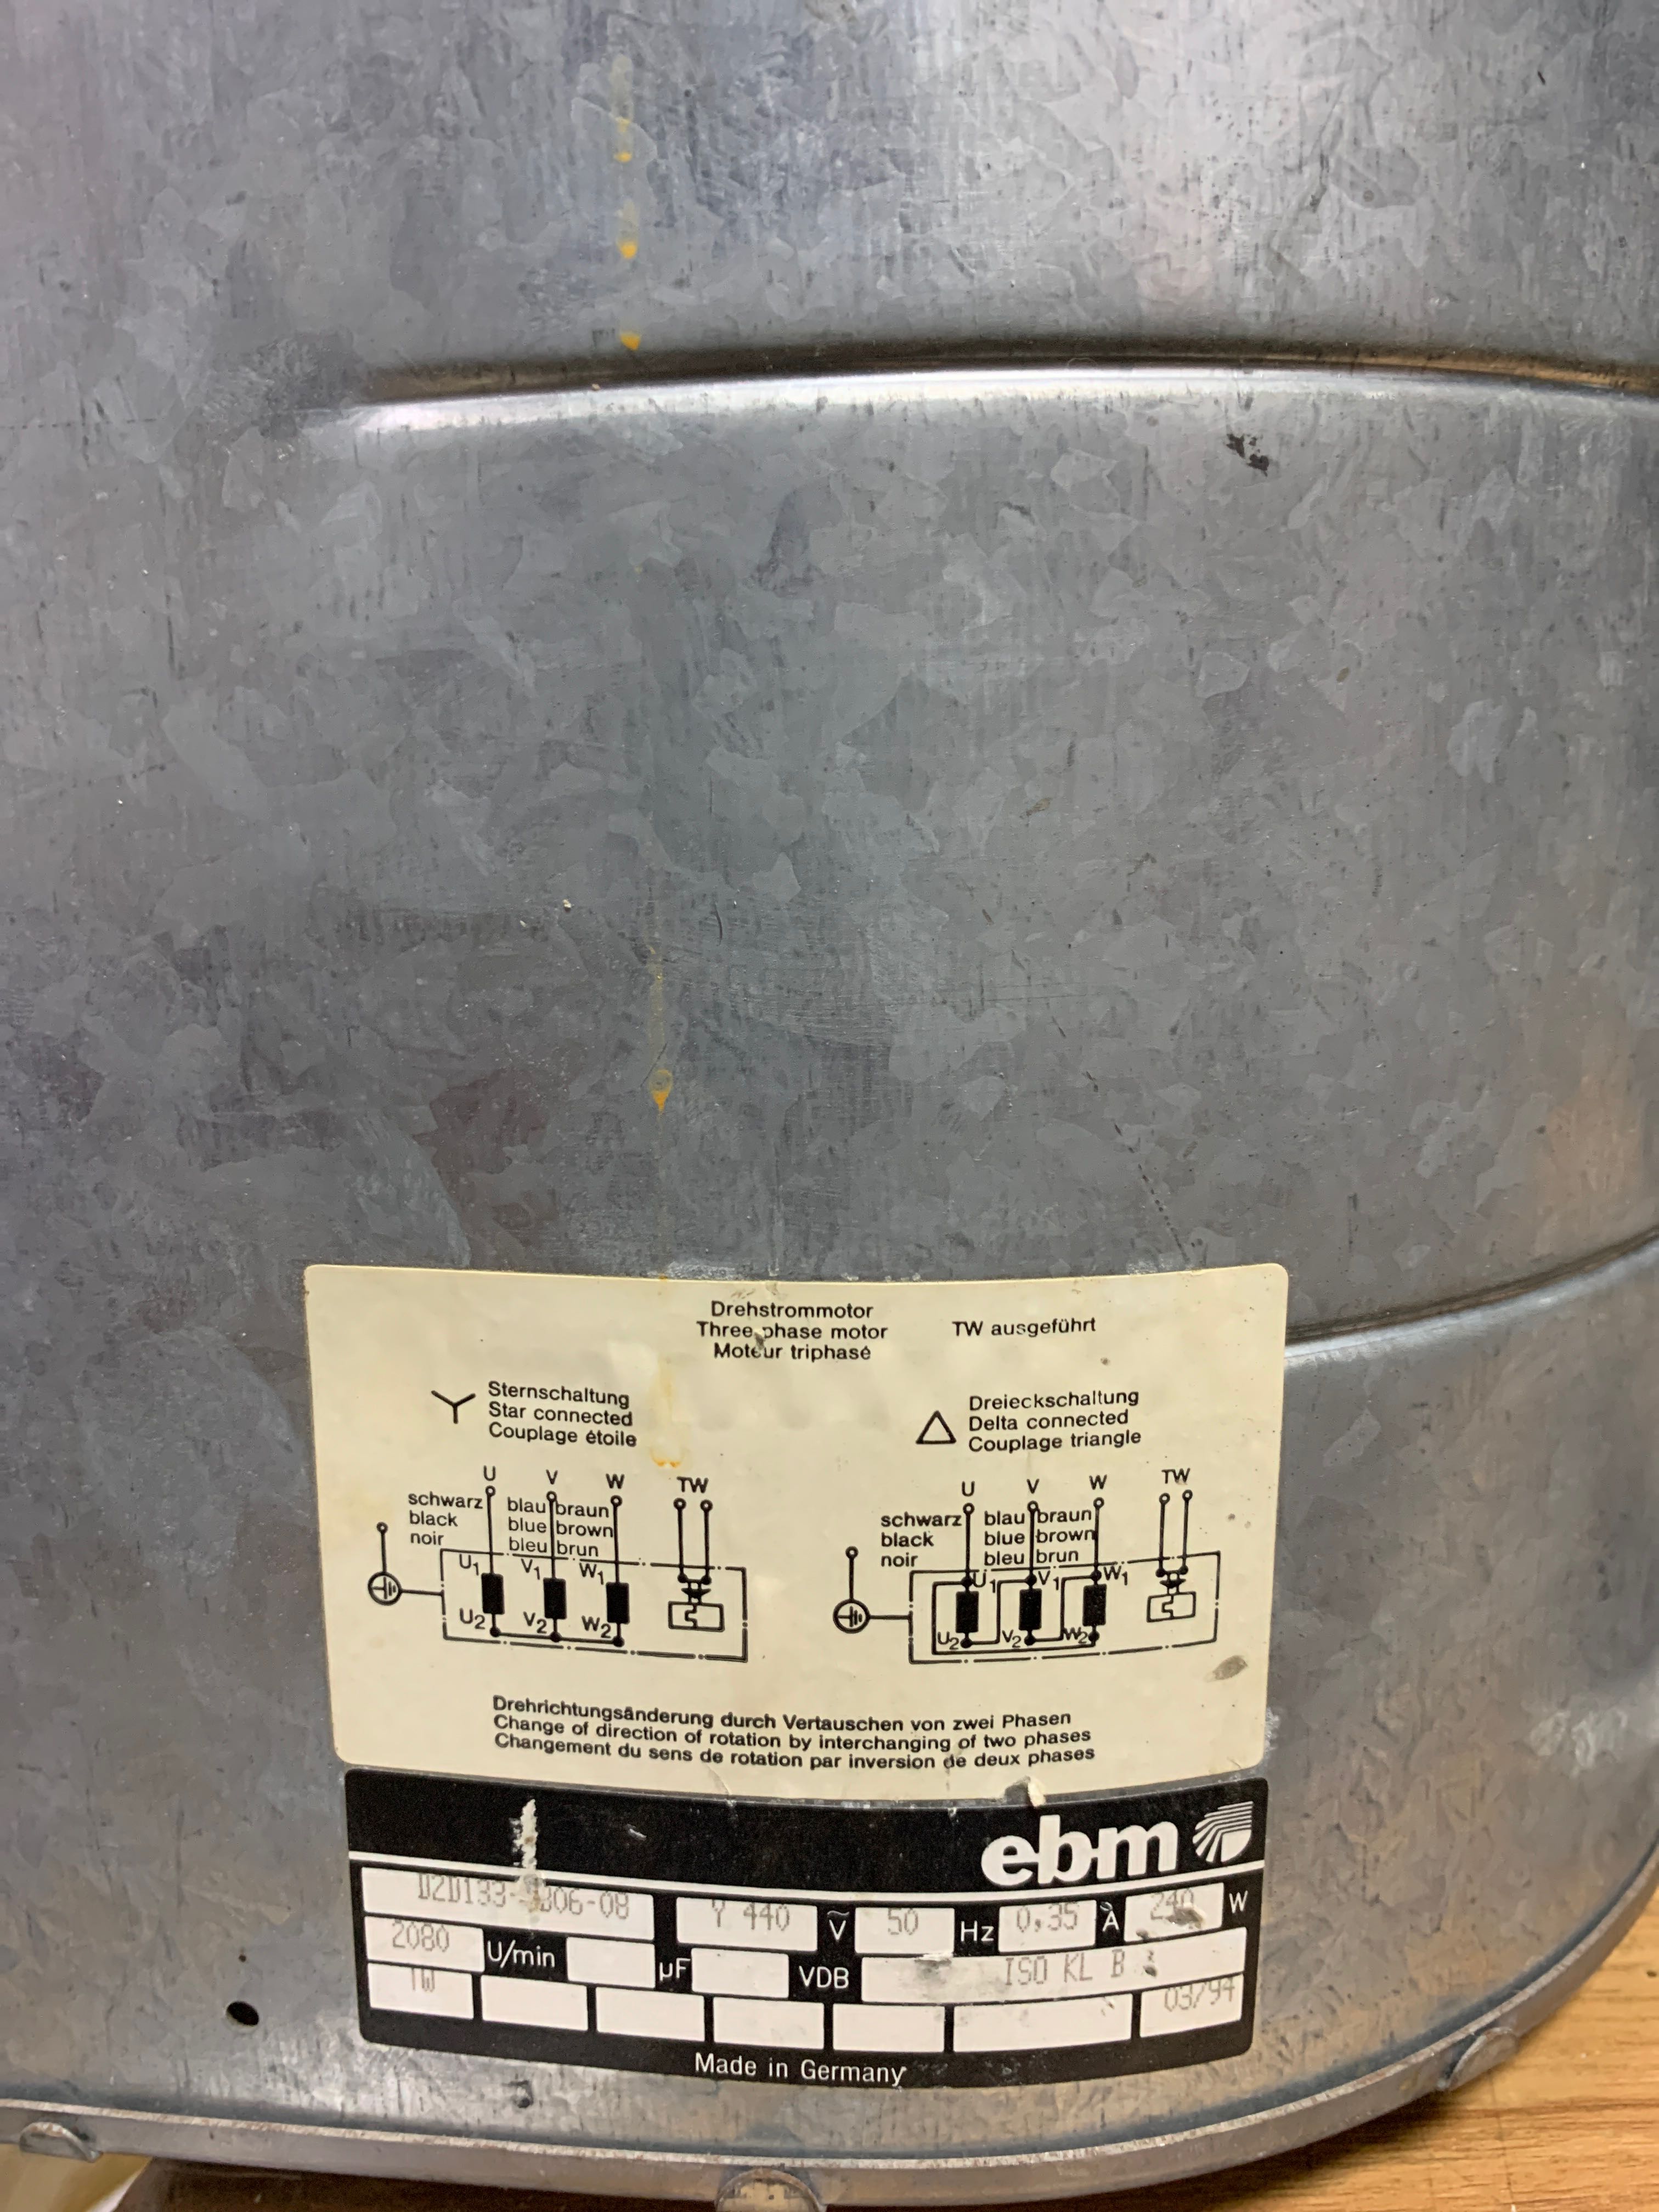 Drehstrommotor
Three phase motor
Moteur triphasé
TW ausgeführt
Sternschaltung
Star connected
Couplage étoile
U V W TW
schwarz blau braun
black blue brown
noir bleu brun
U1 V1 W1
U2 V2 W2
Dreieckschaltung
Delta connected
Couplage triangle
U V W TW
schwarz blau braun
black blue brown
noir bleu brun
U1 V1 W1
U2 V2 W2
Drehrichtungsänderung durch Vertauschen von zwei Phasen
Change of direction of rotation by interchanging of two phases
Changement du sens de rotation par inversion de deux phases
ebm
Y 440 V 50 Hz 0,35 A 240 W
2080 U/min µF VDB ISO KL B
TW 03/94
Made in Germany